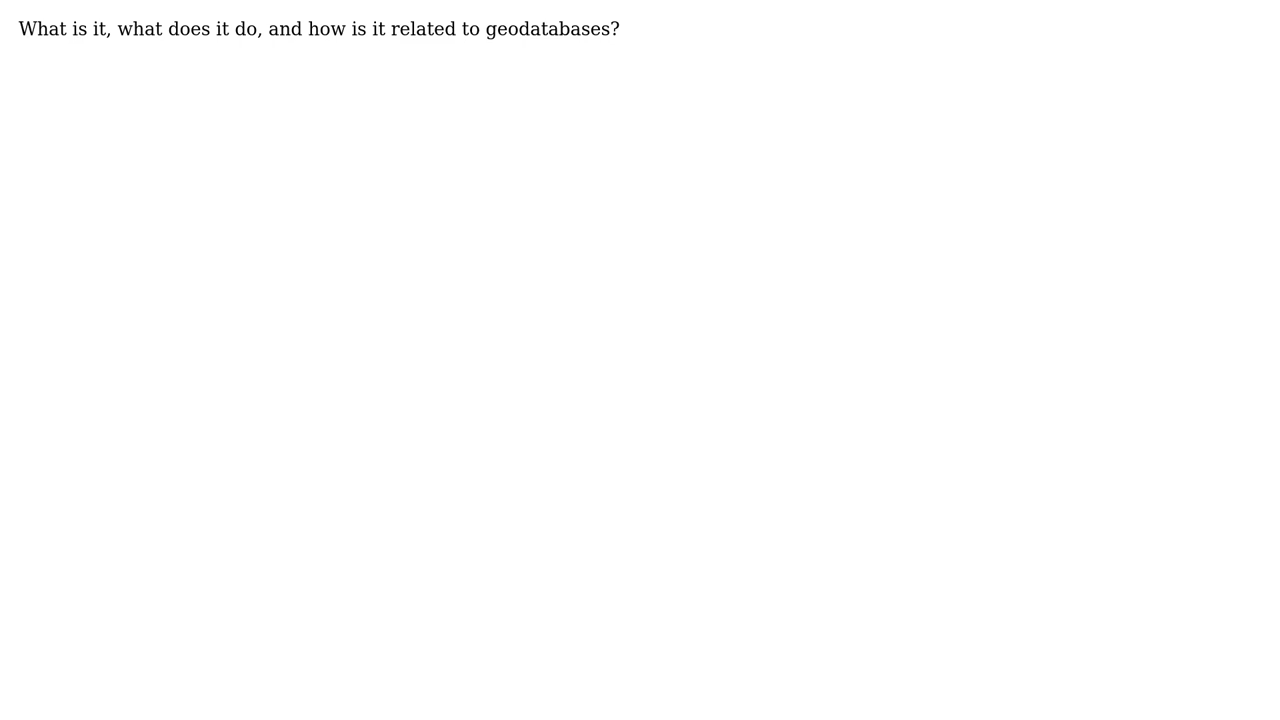 What is it, what does it do, and how is it related to geodatabases?